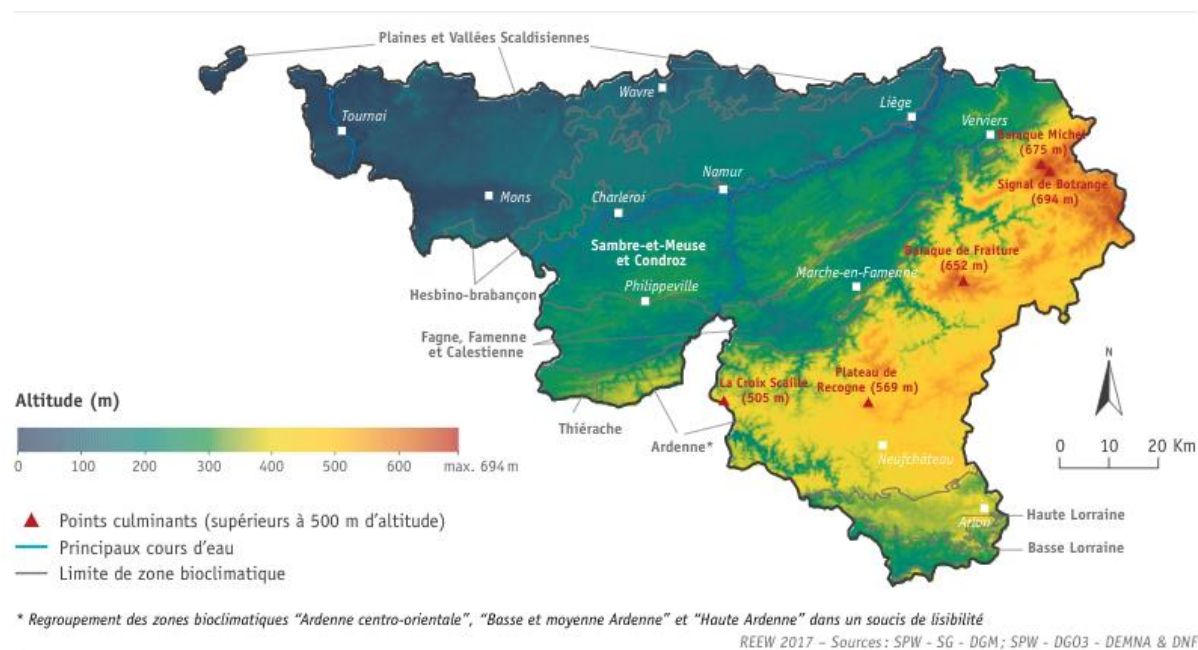 Plaines et Vallées Scaldisiennes
Wavre
Liège
Tournai
Verviers
Baraque Michel
(675 m)
Signal de Botrange
(694 m)
Namur
Mons
Charleroi
Sambre-et-Meuse
et Condroz
Baraque de Fraiture
(652 m)
Marche-en-Famenne
Philippeville
Hesbino-brabançon
Fagne, Famenne
et Calestienne
N
Altitude (m)
La Croix Scaille
(505 m)
Plateau de
Recogne (569 m)
Thiérache
Ardenne*
0 10 20 Km
Neufchâteau
0 100 200 300 400 500 600 max. 694 m
Points culminants (supérieurs à 500 m d'altitude)
Haute Lorraine
Arlon
Principaux cours d'eau
Basse Lorraine
Limite de zone bioclimatique
* Regroupement des zones bioclimatiques "Ardenne centro-orientale", "Basse et moyenne Ardenne" et "Haute Ardenne" dans un soucis de lisibilité
REEW 2017 – Sources : SPW - SG - DGM ; SPW - DGO3 - DEMNA & DNF